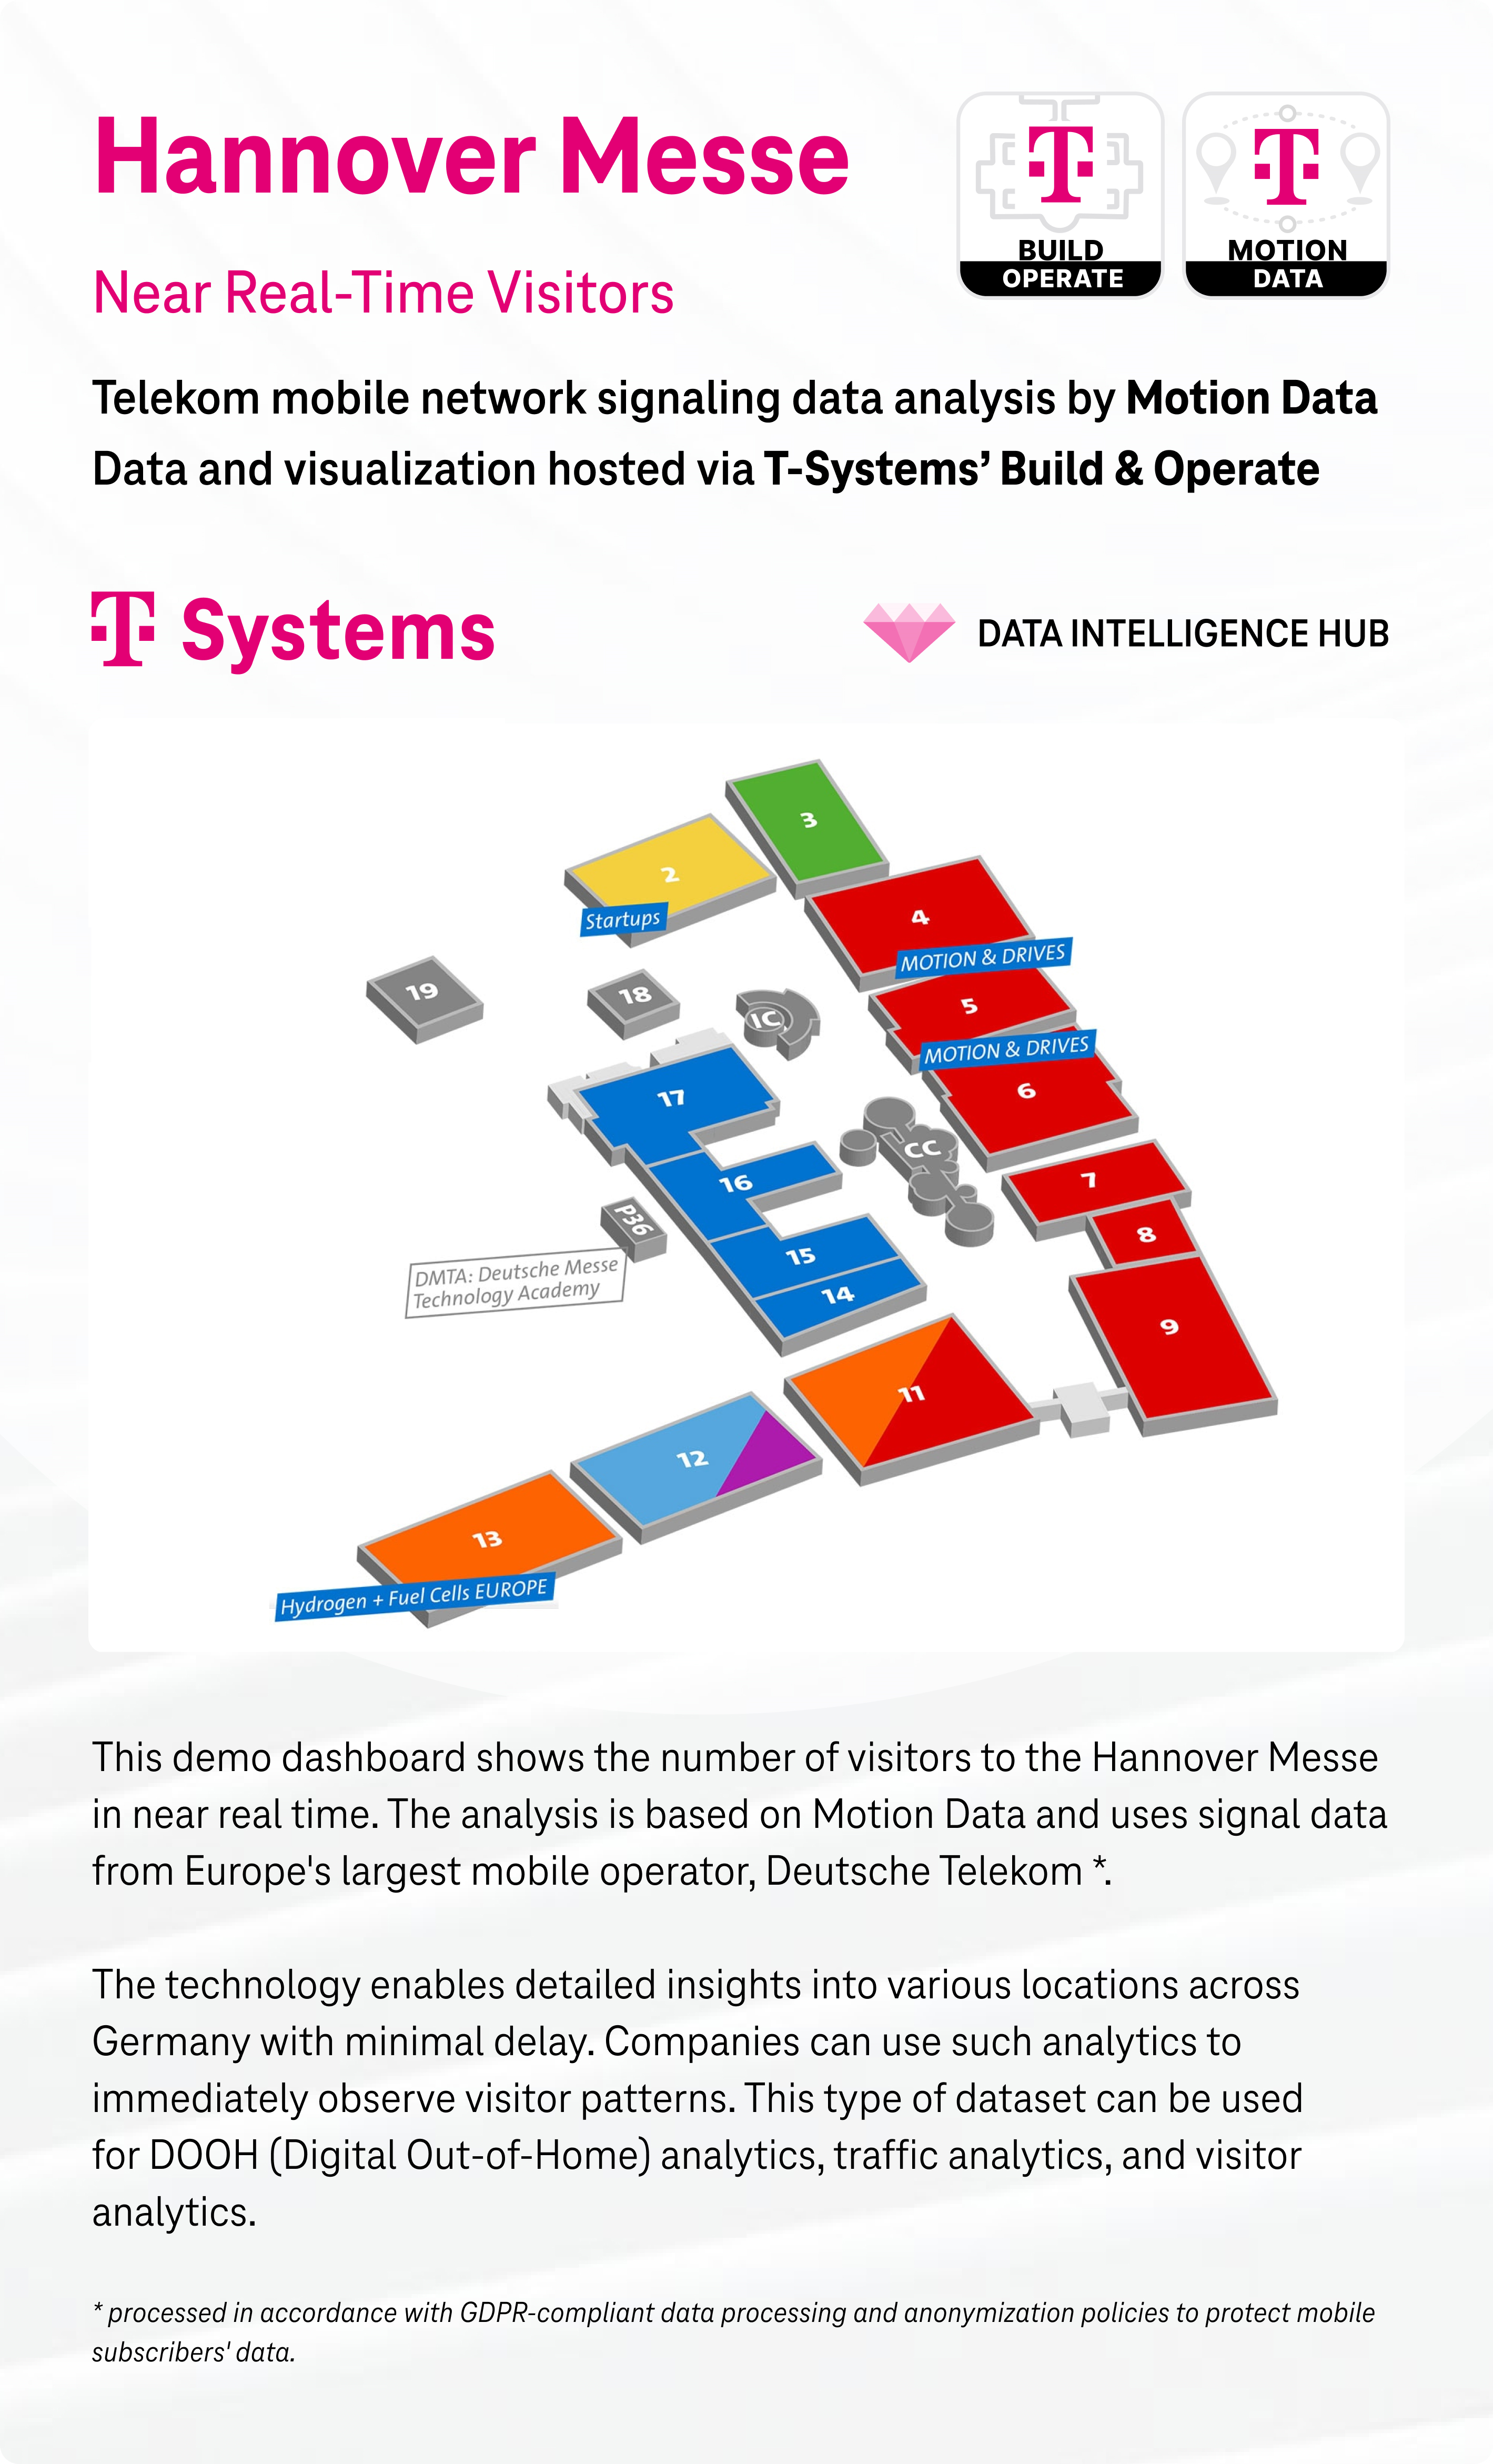 Hannover Messe
BUILD
OPERATE
MOTION
DATA
Near Real-Time Visitors
Telekom mobile network signaling data analysis by Motion Data
Data and visualization hosted via T-Systems’ Build & Operate
T Systems
DATA INTELLIGENCE HUB
3
2
Startups
4
MOTION & DRIVES
19
18
IC
5
MOTION & DRIVES
17
6
CC
16
7
P36
8
15
DMTA: Deutsche Messe
Technology Academy
14
9
11
12
13
Hydrogen + Fuel Cells EUROPE
This demo dashboard shows the number of visitors to the Hannover Messe
in near real time. The analysis is based on Motion Data and uses signal data
from Europe's largest mobile operator, Deutsche Telekom *.
The technology enables detailed insights into various locations across
Germany with minimal delay. Companies can use such analytics to
immediately observe visitor patterns. This type of dataset can be used
for DOOH (Digital Out-of-Home) analytics, traffic analytics, and visitor
analytics.
* processed in accordance with GDPR-compliant data processing and anonymization policies to protect mobile
subscribers' data.